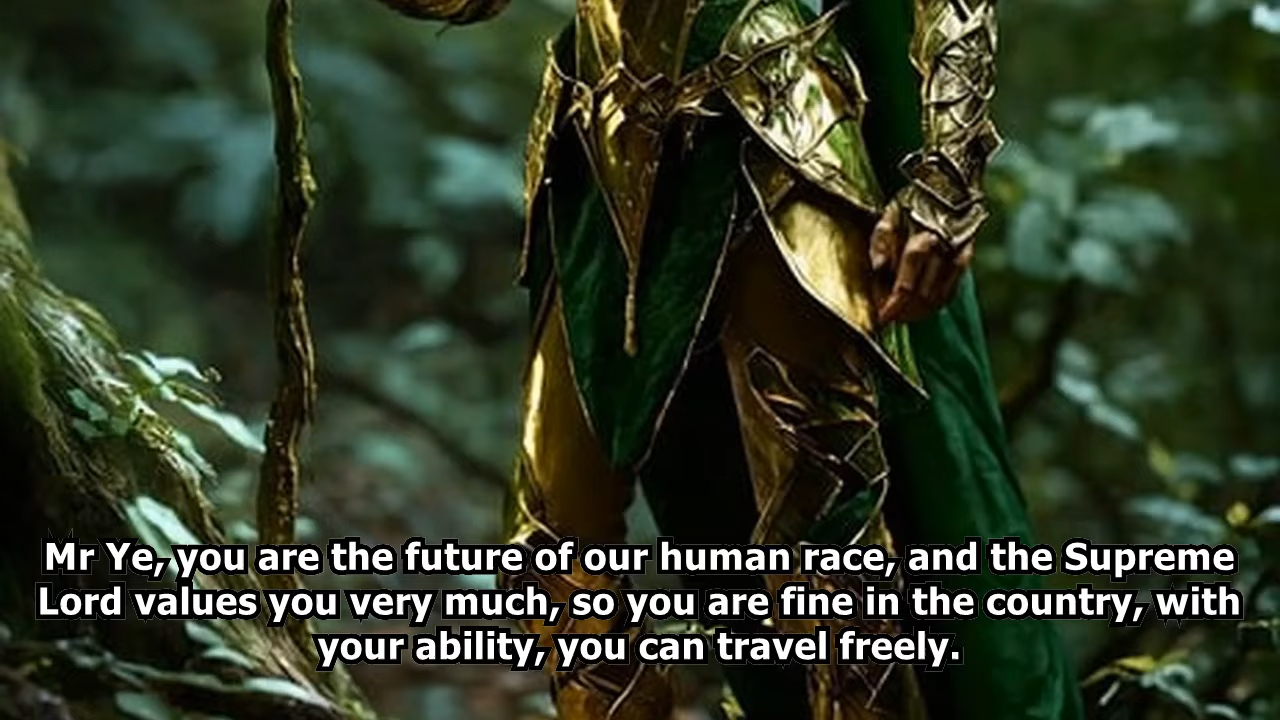 Mr Ye, you are the future of our human race, and the Supreme
Lord values you very much, so you are fine in the country, with
your ability, you can travel freely.